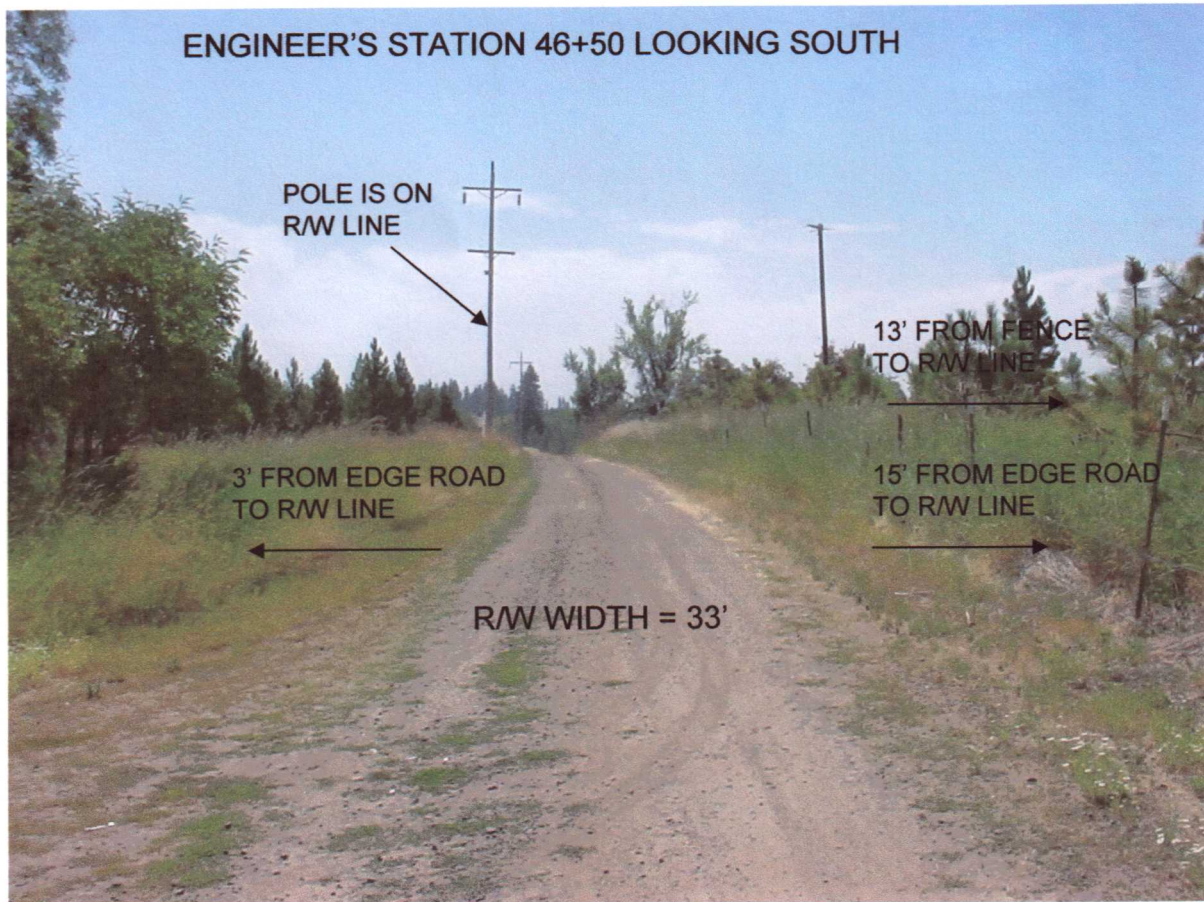 ENGINEER'S STATION 46+50 LOOKING SOUTH
POLE IS ON
R/W LINE
13' FROM FENCE
TO R/W LINE
3' FROM EDGE ROAD
TO R/W LINE
15' FROM EDGE ROAD
TO R/W LINE
R/W WIDTH = 33'